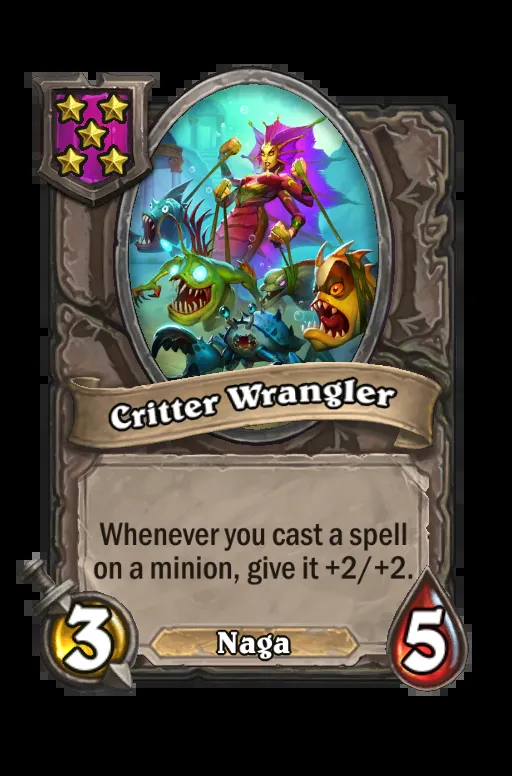 Critter Wrangler
Whenever you cast a spell
on a minion, give it +2/+2.
3
Naga
5